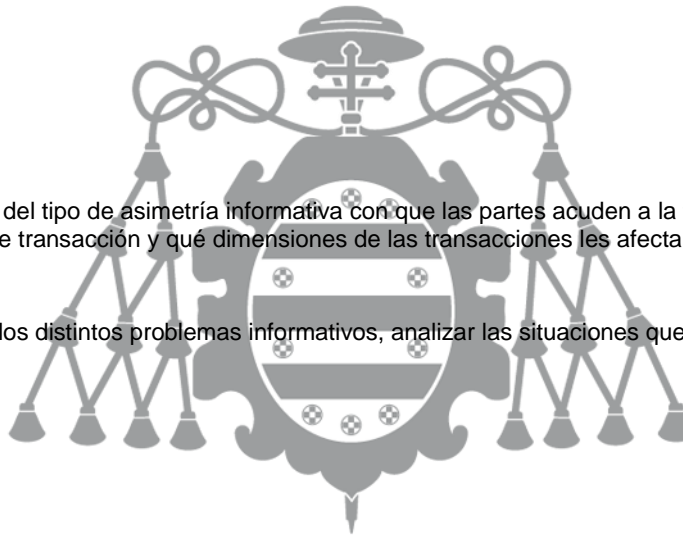 del tipo de asimetría informativa con que las partes acuden a la
e transacción y qué dimensiones de las transacciones les afecta
los distintos problemas informativos, analizar las situaciones que